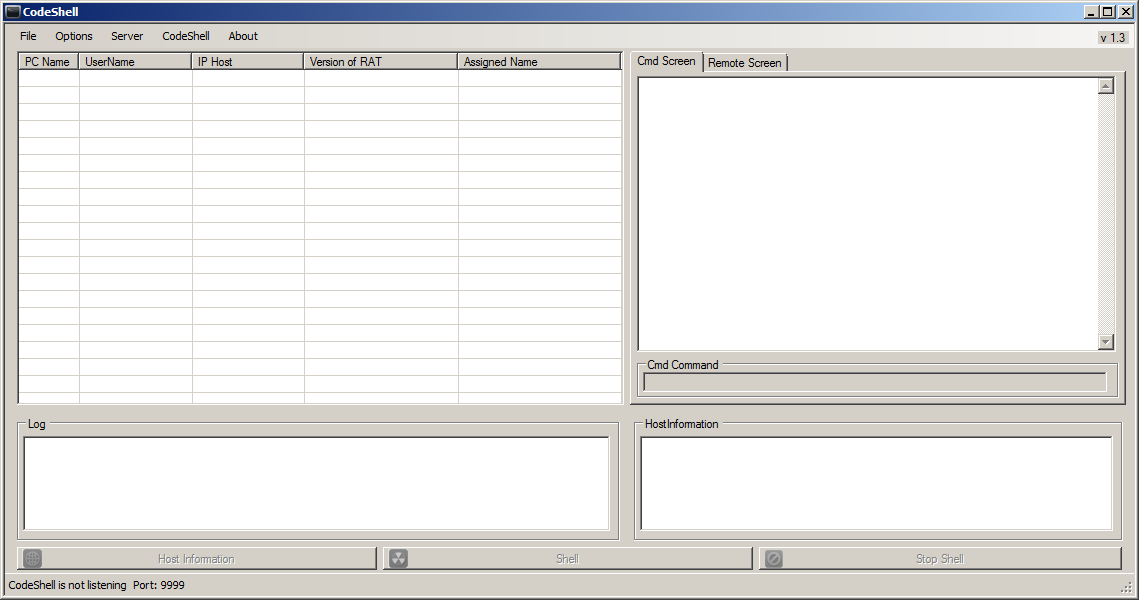 CodeShell
File Options Server CodeShell About
v 1.3
PC Name UserName IP Host Version of RAT Assigned Name
Cmd Screen Remote Screen
Cmd Command
Log
HostInformation
Host Information Shell Stop Shell
CodeShell is not listening Port: 9999